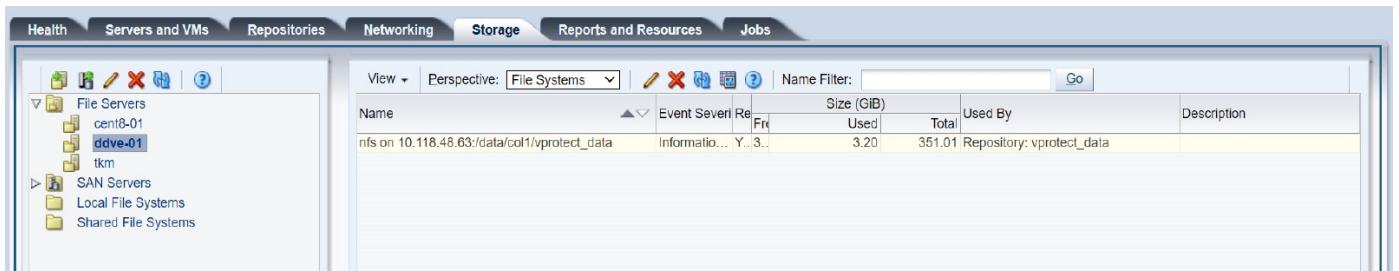 Health Servers and VMs Repositories Networking Storage Reports and Resources Jobs
View Perspective: File Systems Name Filter: Go
File Servers
cent8-01
ddve-01
tkm
SAN Servers
Local File Systems
Shared File Systems
Name Event Severi Re Size (GiB) Used By Description
Fre Used Total
nfs on 10.118.48.63:/data/col1/vprotect_data Informatio... Y.. 3.. 3.20 351.01 Repository: vprotect_data